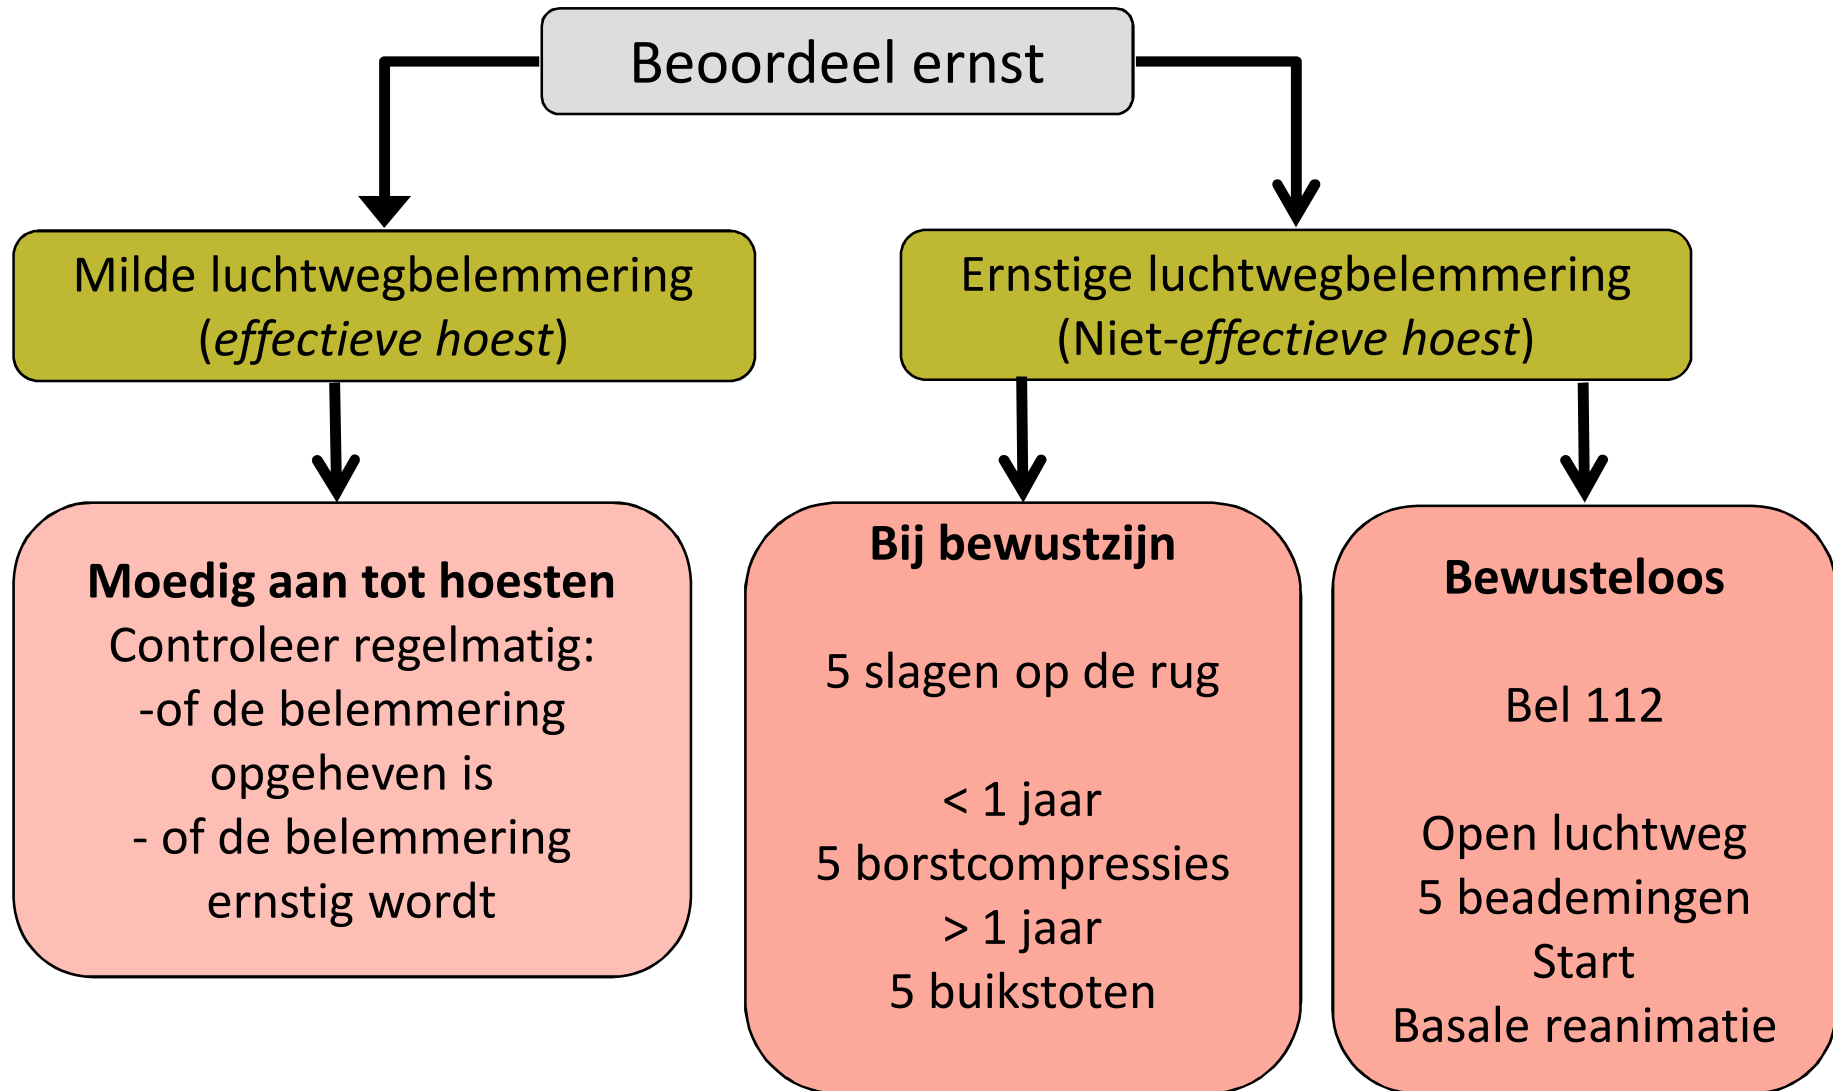 Beoordeel ernst
Milde luchtwegbelemmering
(effectieve hoest)
Ernstige luchtwegbelemmering
(Niet-effectieve hoest)
Moedig aan tot hoesten
Controleer regelmatig:
-of de belemmering
opgeheven is
- of de belemmering
ernstig wordt
Bij bewustzijn
5 slagen op de rug
< 1 jaar
5 borstcompressies
> 1 jaar
5 buikstoten
Bewusteloos
Bel 112
Open luchtweg
5 beademingen
Start
Basale reanimatie